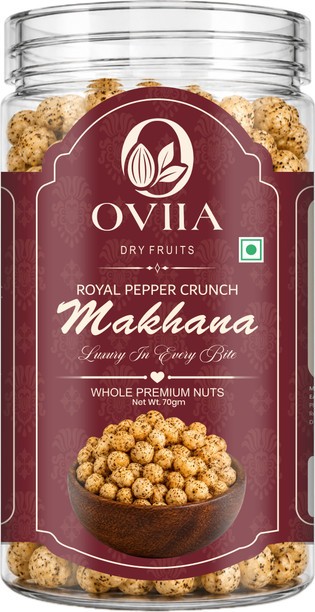 OVIIA
DRY FRUITS
ROYAL PEPPER CRUNCH
Makhana
Luxury In Every Bite
WHOLE PREMIUM NUTS
Net Wt. 70gm